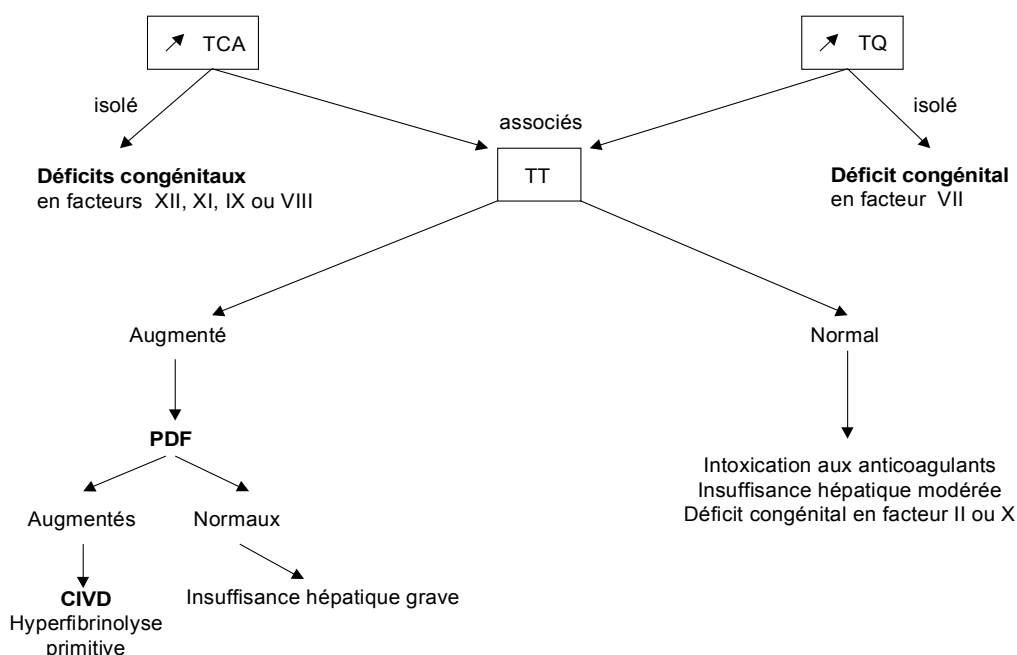 TCA
TQ
isolé
isolé
associés
Déficits congénitaux
en facteurs XII, XI, IX ou VIII
TT
Déficit congénital
en facteur VII
Augmenté
Normal
PDF
Intoxication aux anticoagulants
Insuffisance hépatique modérée
Déficit congénital en facteur II ou X
Augmentés
Normaux
CIVD
Hyperfibrinolyse
primitive
Insuffisance hépatique grave